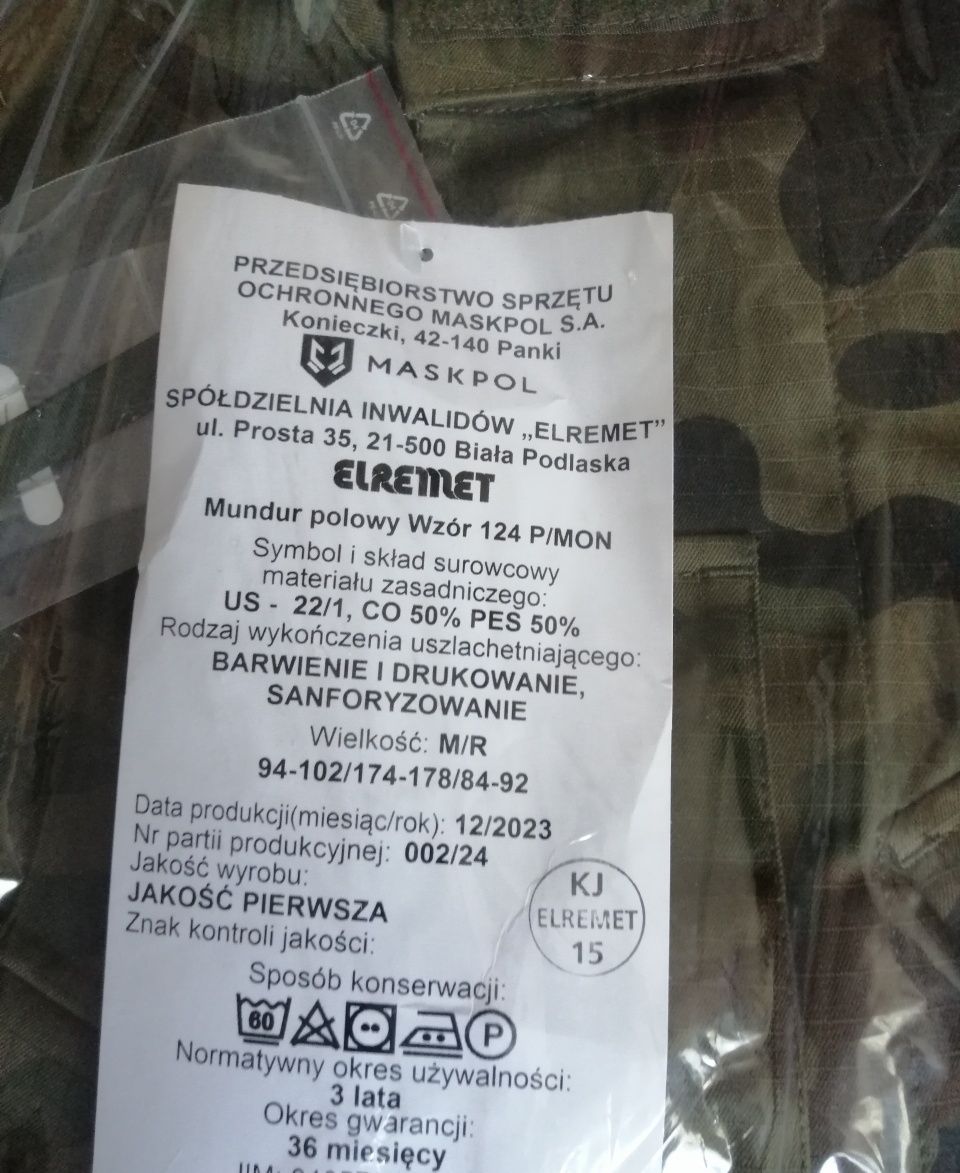 PRZEDSIĘBIORSTWO SPRZĘTU
OCHRONNEGO MASKPOL S.A.
Konieczki, 42-140 Panki
MASKPOL
SPÓŁDZIELNIA INWALIDÓW „ELREMET”
ul. Prosta 35, 21-500 Biała Podlaska
ELREMET
Mundur polowy Wzór 124 P/MON
Symbol i skład surowcowy
materiału zasadniczego:
US - 22/1, CO 50% PES 50%
Rodzaj wykończenia uszlachetniającego:
BARWIENIE I DRUKOWANIE,
SANFORYZOWANIE
Wielkość: M/R
94-102/174-178/84-92
Data produkcji(miesiąc/rok): 12/2023
Nr partii produkcyjnej: 002/24
Jakość wyrobu:
JAKOŚĆ PIERWSZA
Znak kontroli jakości:
KJ
ELREMET
15
Sposób konserwacji:
60
P
Normatywny okres używalności:
3 lata
Okres gwarancji:
36 miesięcy